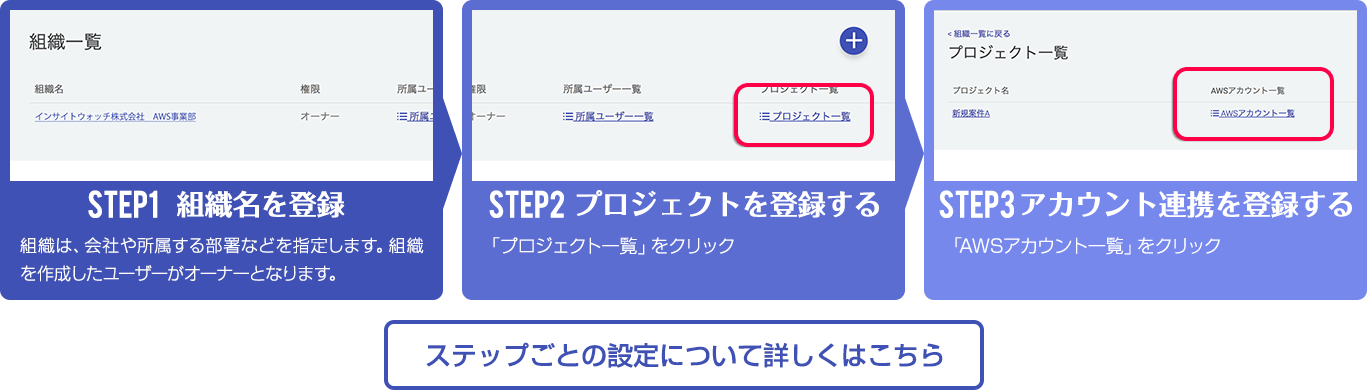 組織一覧
組織名 権限 所属ユー
インサイトウォッチ株式会社 AWS事業部 オーナー 所属ユ
STEP1 組織名を登録
組織は、会社や所属する部署などを指定します。組織
を作成したユーザーがオーナーとなります。
権限 所属ユーザー一覧 プロジェクト一覧
オーナー 所属ユーザー一覧 プロジェクト一覧
STEP2 プロジェクトを登録する
「プロジェクト一覧」をクリック
< 組織一覧に戻る
プロジェクト一覧
プロジェクト名 AWSアカウント一覧
新規案件A AWSアカウント一覧
STEP3 アカウント連携を登録する
「AWSアカウント一覧」をクリック
ステップごとの設定について詳しくはこちら